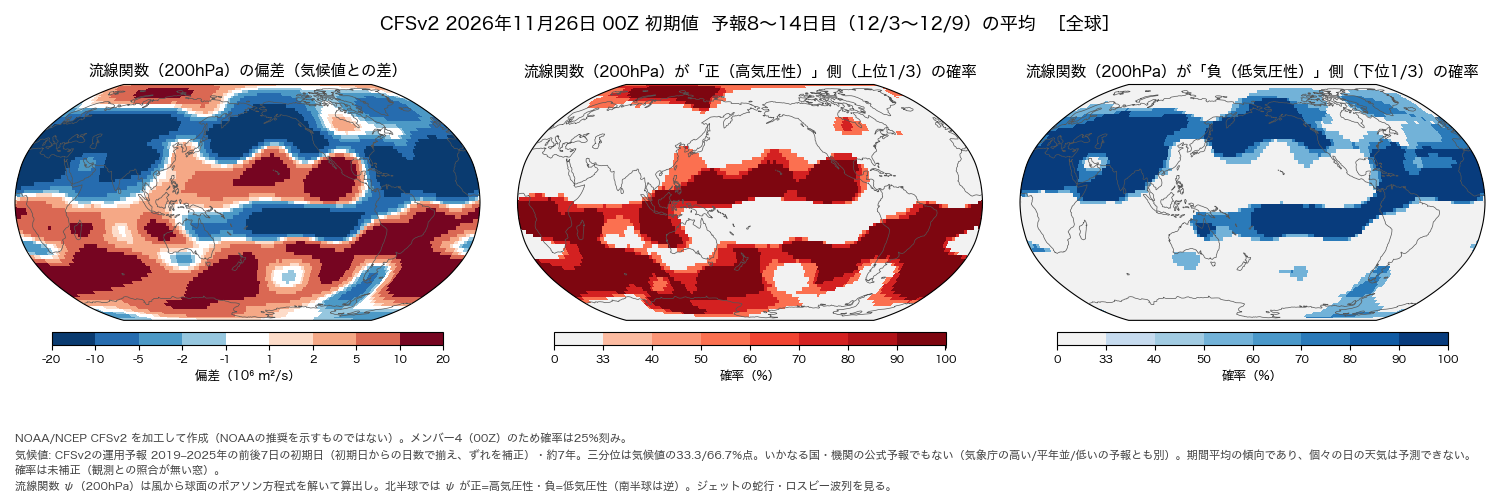 CFSv2 2026年11月26日 00Z 初期値  予報8〜14日目（12/3〜12/9）の平均　［全球］
流線関数（200hPa）の偏差（気候値との差）
流線関数（200hPa）が「正（高気圧性）」側（上位1/3）の確率
流線関数（200hPa）が「負（低気圧性）」側（下位1/3）の確率
-20 -10 -5 -2 -1 1 2 5 10 20
偏差（10⁶ m²/s）
0 33 40 50 60 70 80 90 100
確率（%）
0 33 40 50 60 70 80 90 100
確率（%）
NOAA/NCEP CFSv2 を加工して作成（NOAAの推奨を示すものではない）。メンバー4（00Z）のため確率は25%刻み。
気候値: CFSv2の運用予報 2019–2025年の前後7日の初期日（初期日からの日数で揃え、ずれを補正）・約7年。三分位は気候値の33.3/66.7%点。いかなる国・機関の公式予報でもない（気象庁の高い/平年並/低いの予報とも別）。期間平均の傾向であり、個々の日の天気は予測できない。
確率は未補正（観測との照合が無い窓）。
流線関数 ψ（200hPa）は風から球面のポアソン方程式を解いて算出し。北半球では ψ が正=高気圧性・負=低気圧性（南半球は逆）。ジェットの蛇行・ロスビー波列を見る。